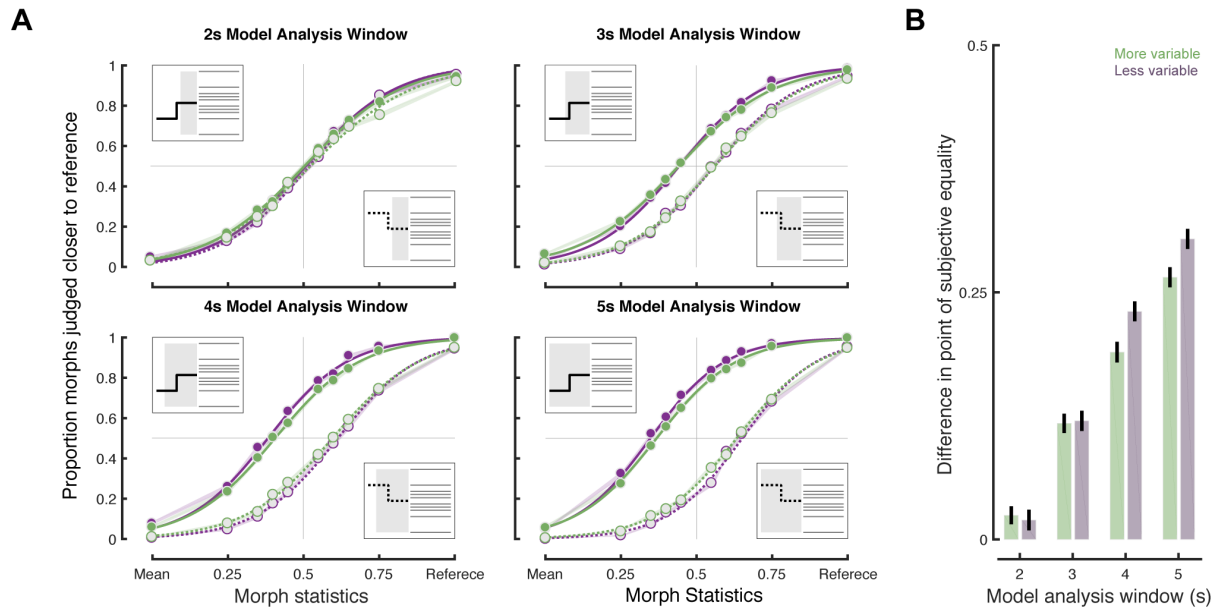 A
2s Model Analysis Window
3s Model Analysis Window
Proportion morphs judged closer to reference
1
0.8
0.6
0.4
0.2
0
1
0.8
0.6
0.4
0.2
0
4s Model Analysis Window
5s Model Analysis Window
1
0.8
0.6
0.4
0.2
0
1
0.8
0.6
0.4
0.2
0
Mean 0.25 0.5 0.75 Referece
Mean 0.25 0.5 0.75 Referece
Morph statistics
Morph Statistics
B
More variable
Less variable
Difference in point of subjective equality
0.5
0.25
0
2 3 4 5
Model analysis window (s)